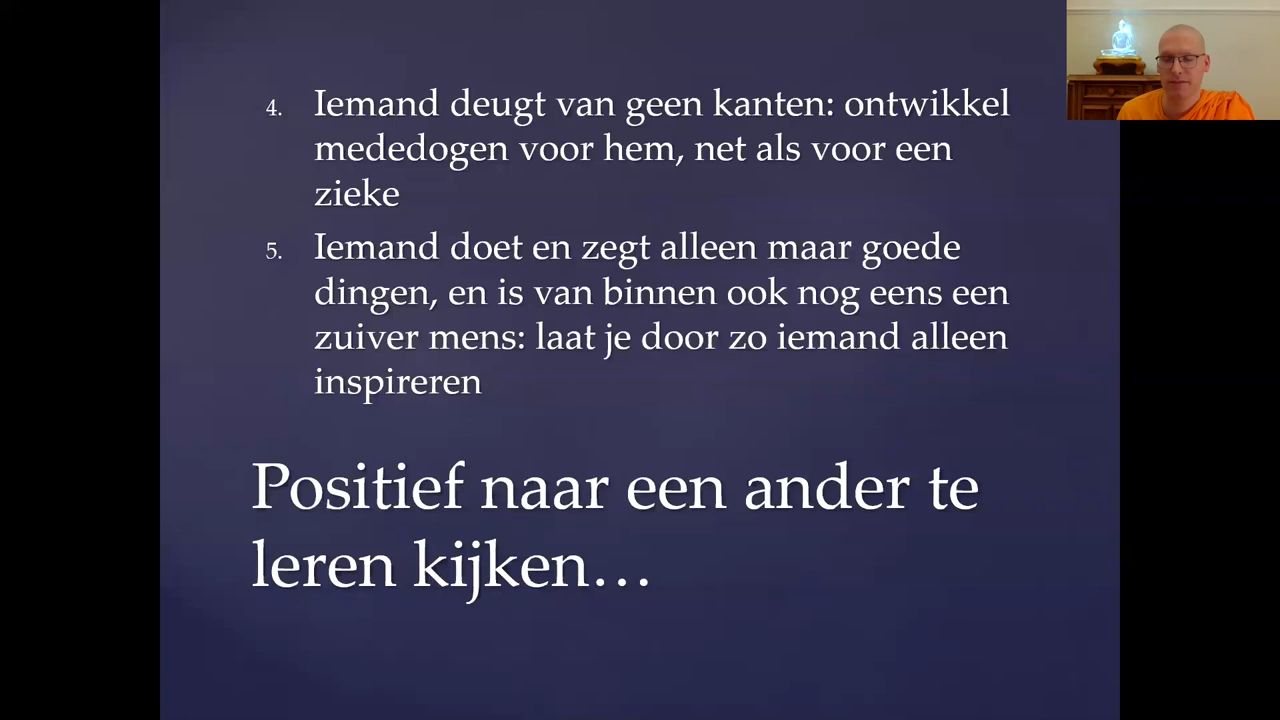 4. Iemand deugt van geen kanten: ontwikkel
mededogen voor hem, net als voor een
zieke
5. Iemand doet en zegt alleen maar goede
dingen, en is van binnen ook nog eens een
zuiver mens: laat je door zo iemand alleen
inspireren
Positief naar een ander te
leren kijken…